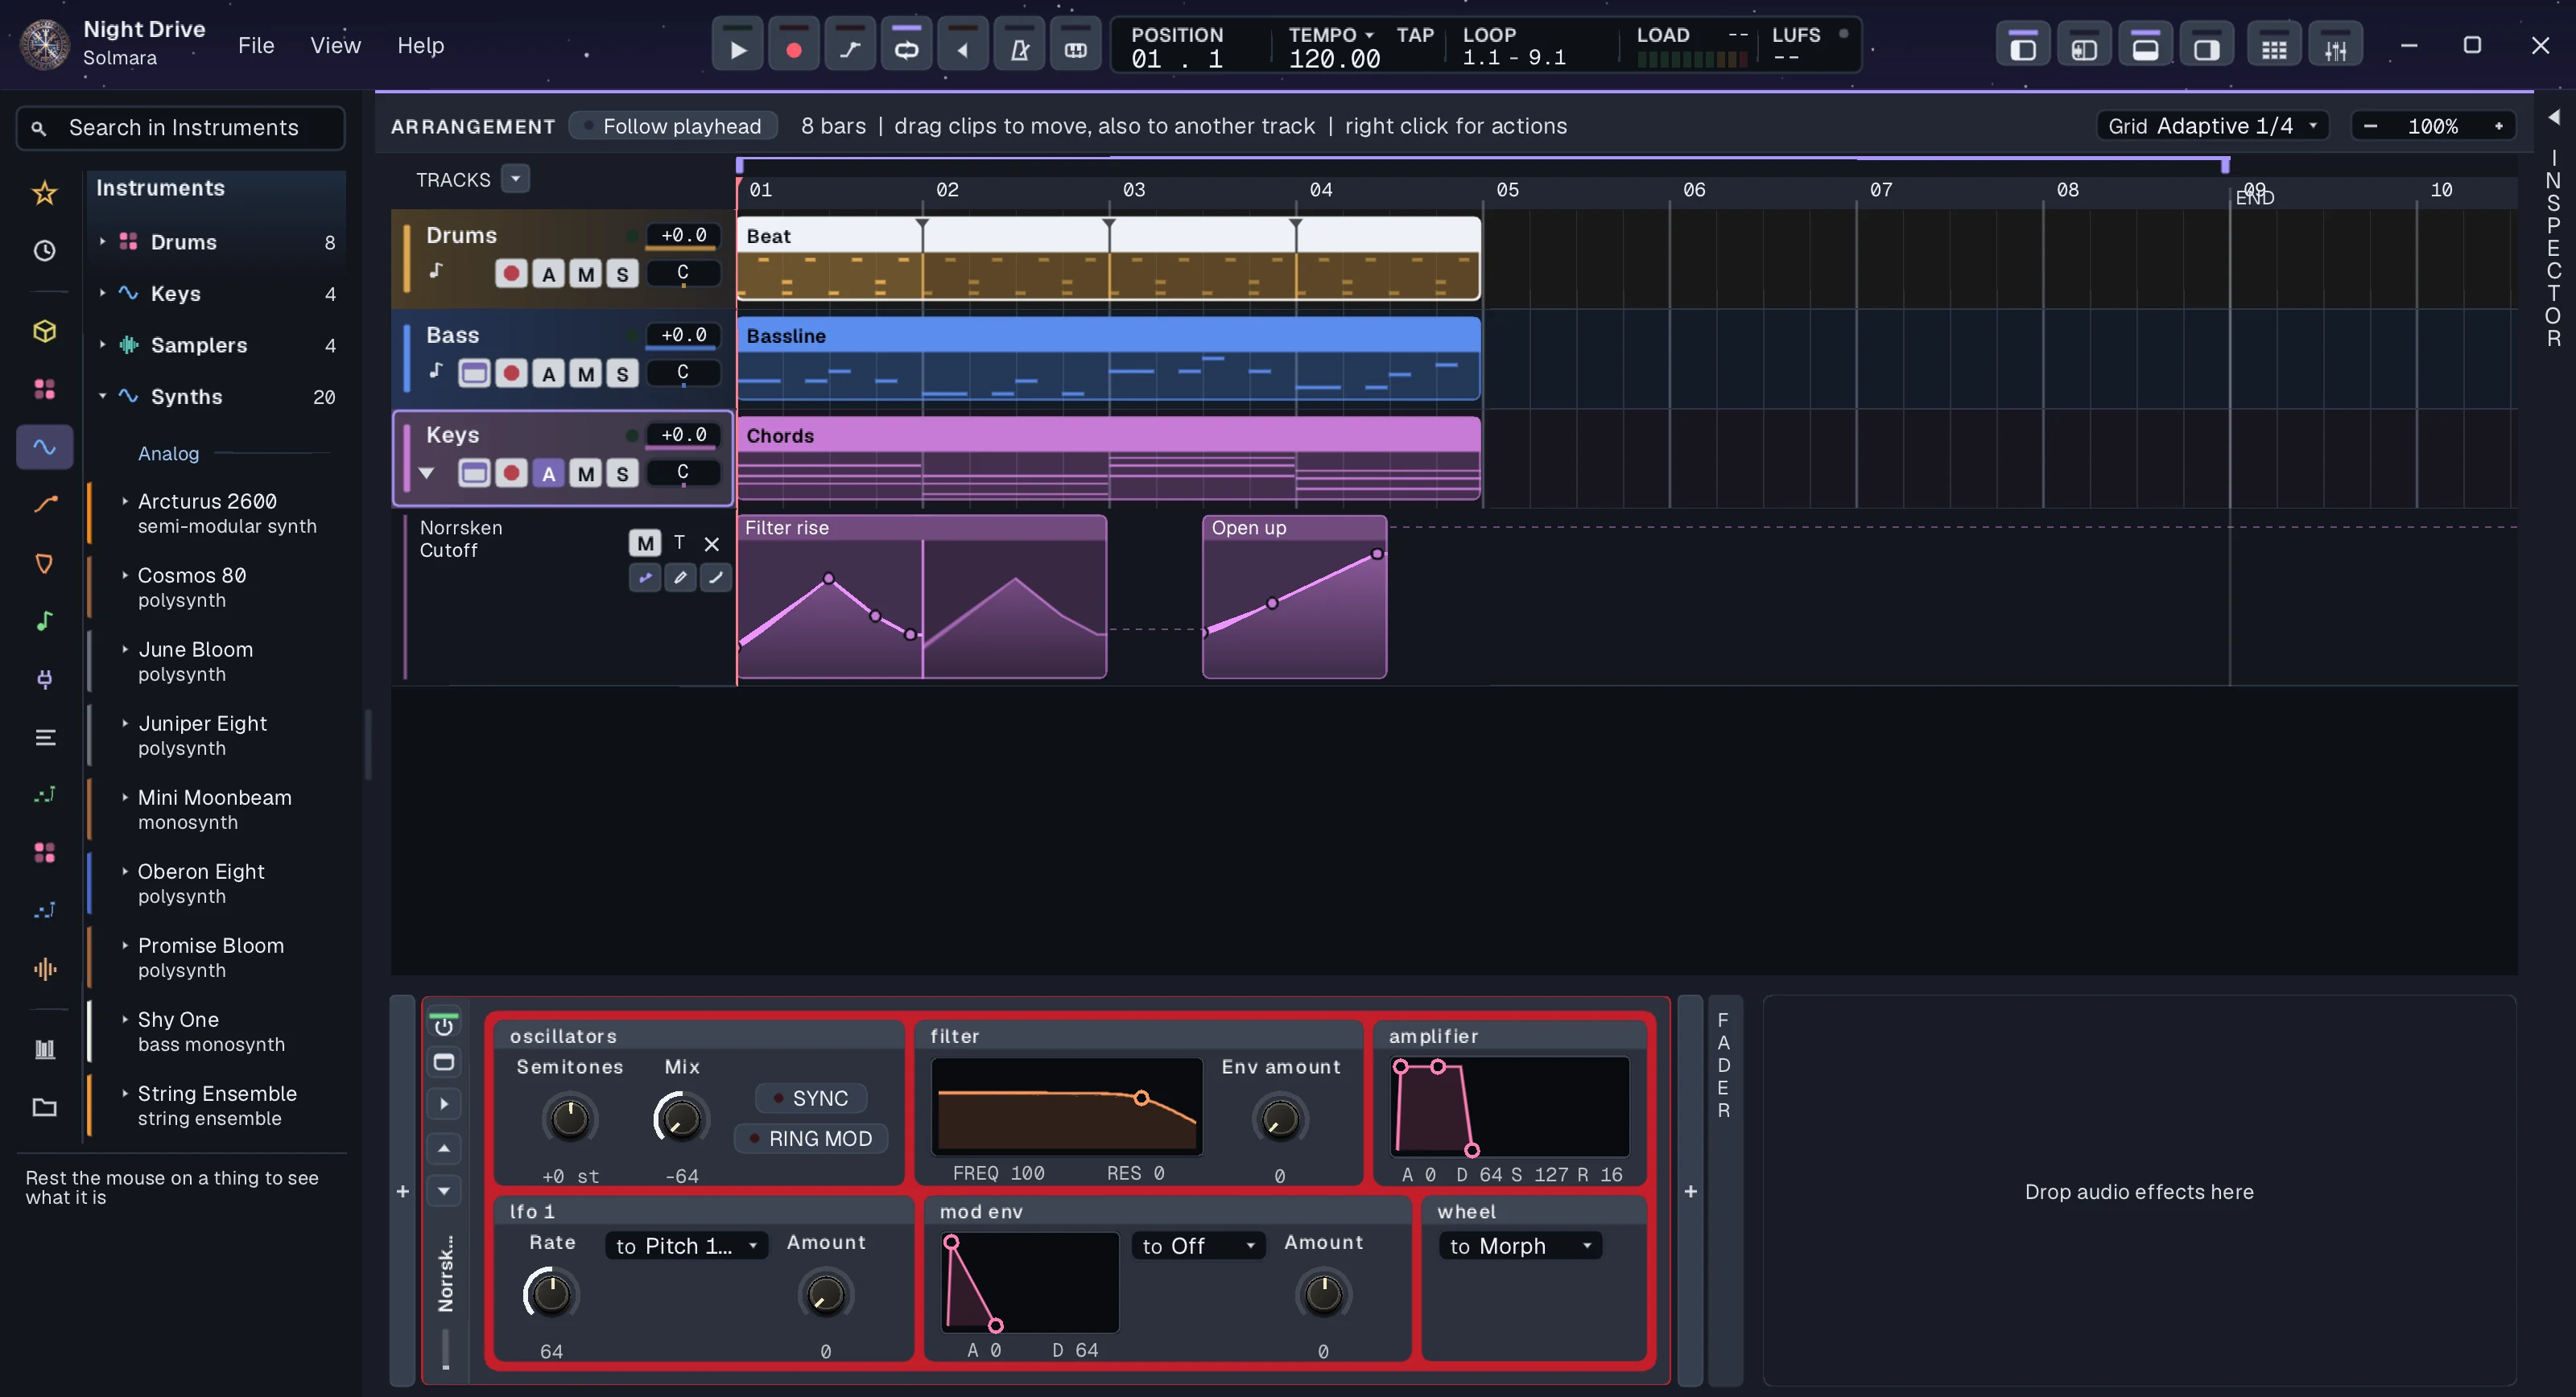 Night Drive
Solmara
File View Help
POSITION
01 . 1
TEMPO TAP
120.00
LOOP
1.1 - 9.1
LOAD --
LUFS
--
Search in Instruments
ARRANGEMENT Follow playhead 8 bars | drag clips to move, also to another track | right click for actions
Grid Adaptive 1/4
100%
INSPECTOR
Instruments
Drums 8
Keys 4
Samplers 4
Synths 20
Analog
Arcturus 2600
semi-modular synth
Cosmos 80
polysynth
June Bloom
polysynth
Juniper Eight
polysynth
Mini Moonbeam
monosynth
Oberon Eight
polysynth
Promise Bloom
polysynth
Shy One
bass monosynth
String Ensemble
string ensemble
Rest the mouse on a thing to see
what it is
TRACKS
01 02 03 04 05 06 07 08 09 10
END
Drums +0.0
A M S C
Beat
Bass +0.0
A M S C
Bassline
Keys +0.0
A M S C
Chords
Norrsken
Cutoff
M T
Filter rise
Open up
Norrsk...
oscillators
Semitones Mix
SYNC
RING MOD
+0 st -64
filter
Env amount
FREQ 100 RES 0 0
amplifier
A 0 D 64 S 127 R 16
lfo 1
Rate to Pitch 1... Amount
64 0
mod env
to Off Amount
A 0 D 64 0
wheel
to Morph
FADER
Drop audio effects here